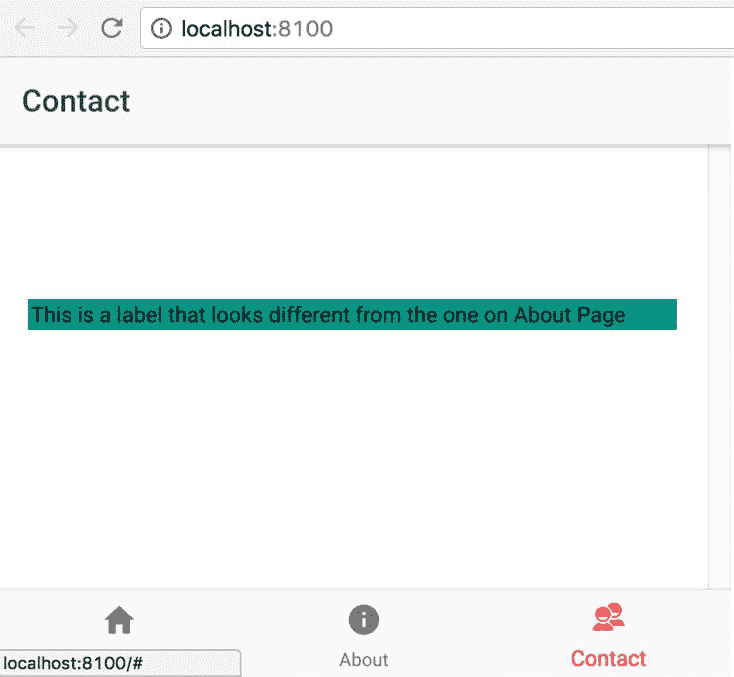 localhost:8100
Contact
This is a label that looks different from the one on About Page
About
Contact
localhost:8100/#